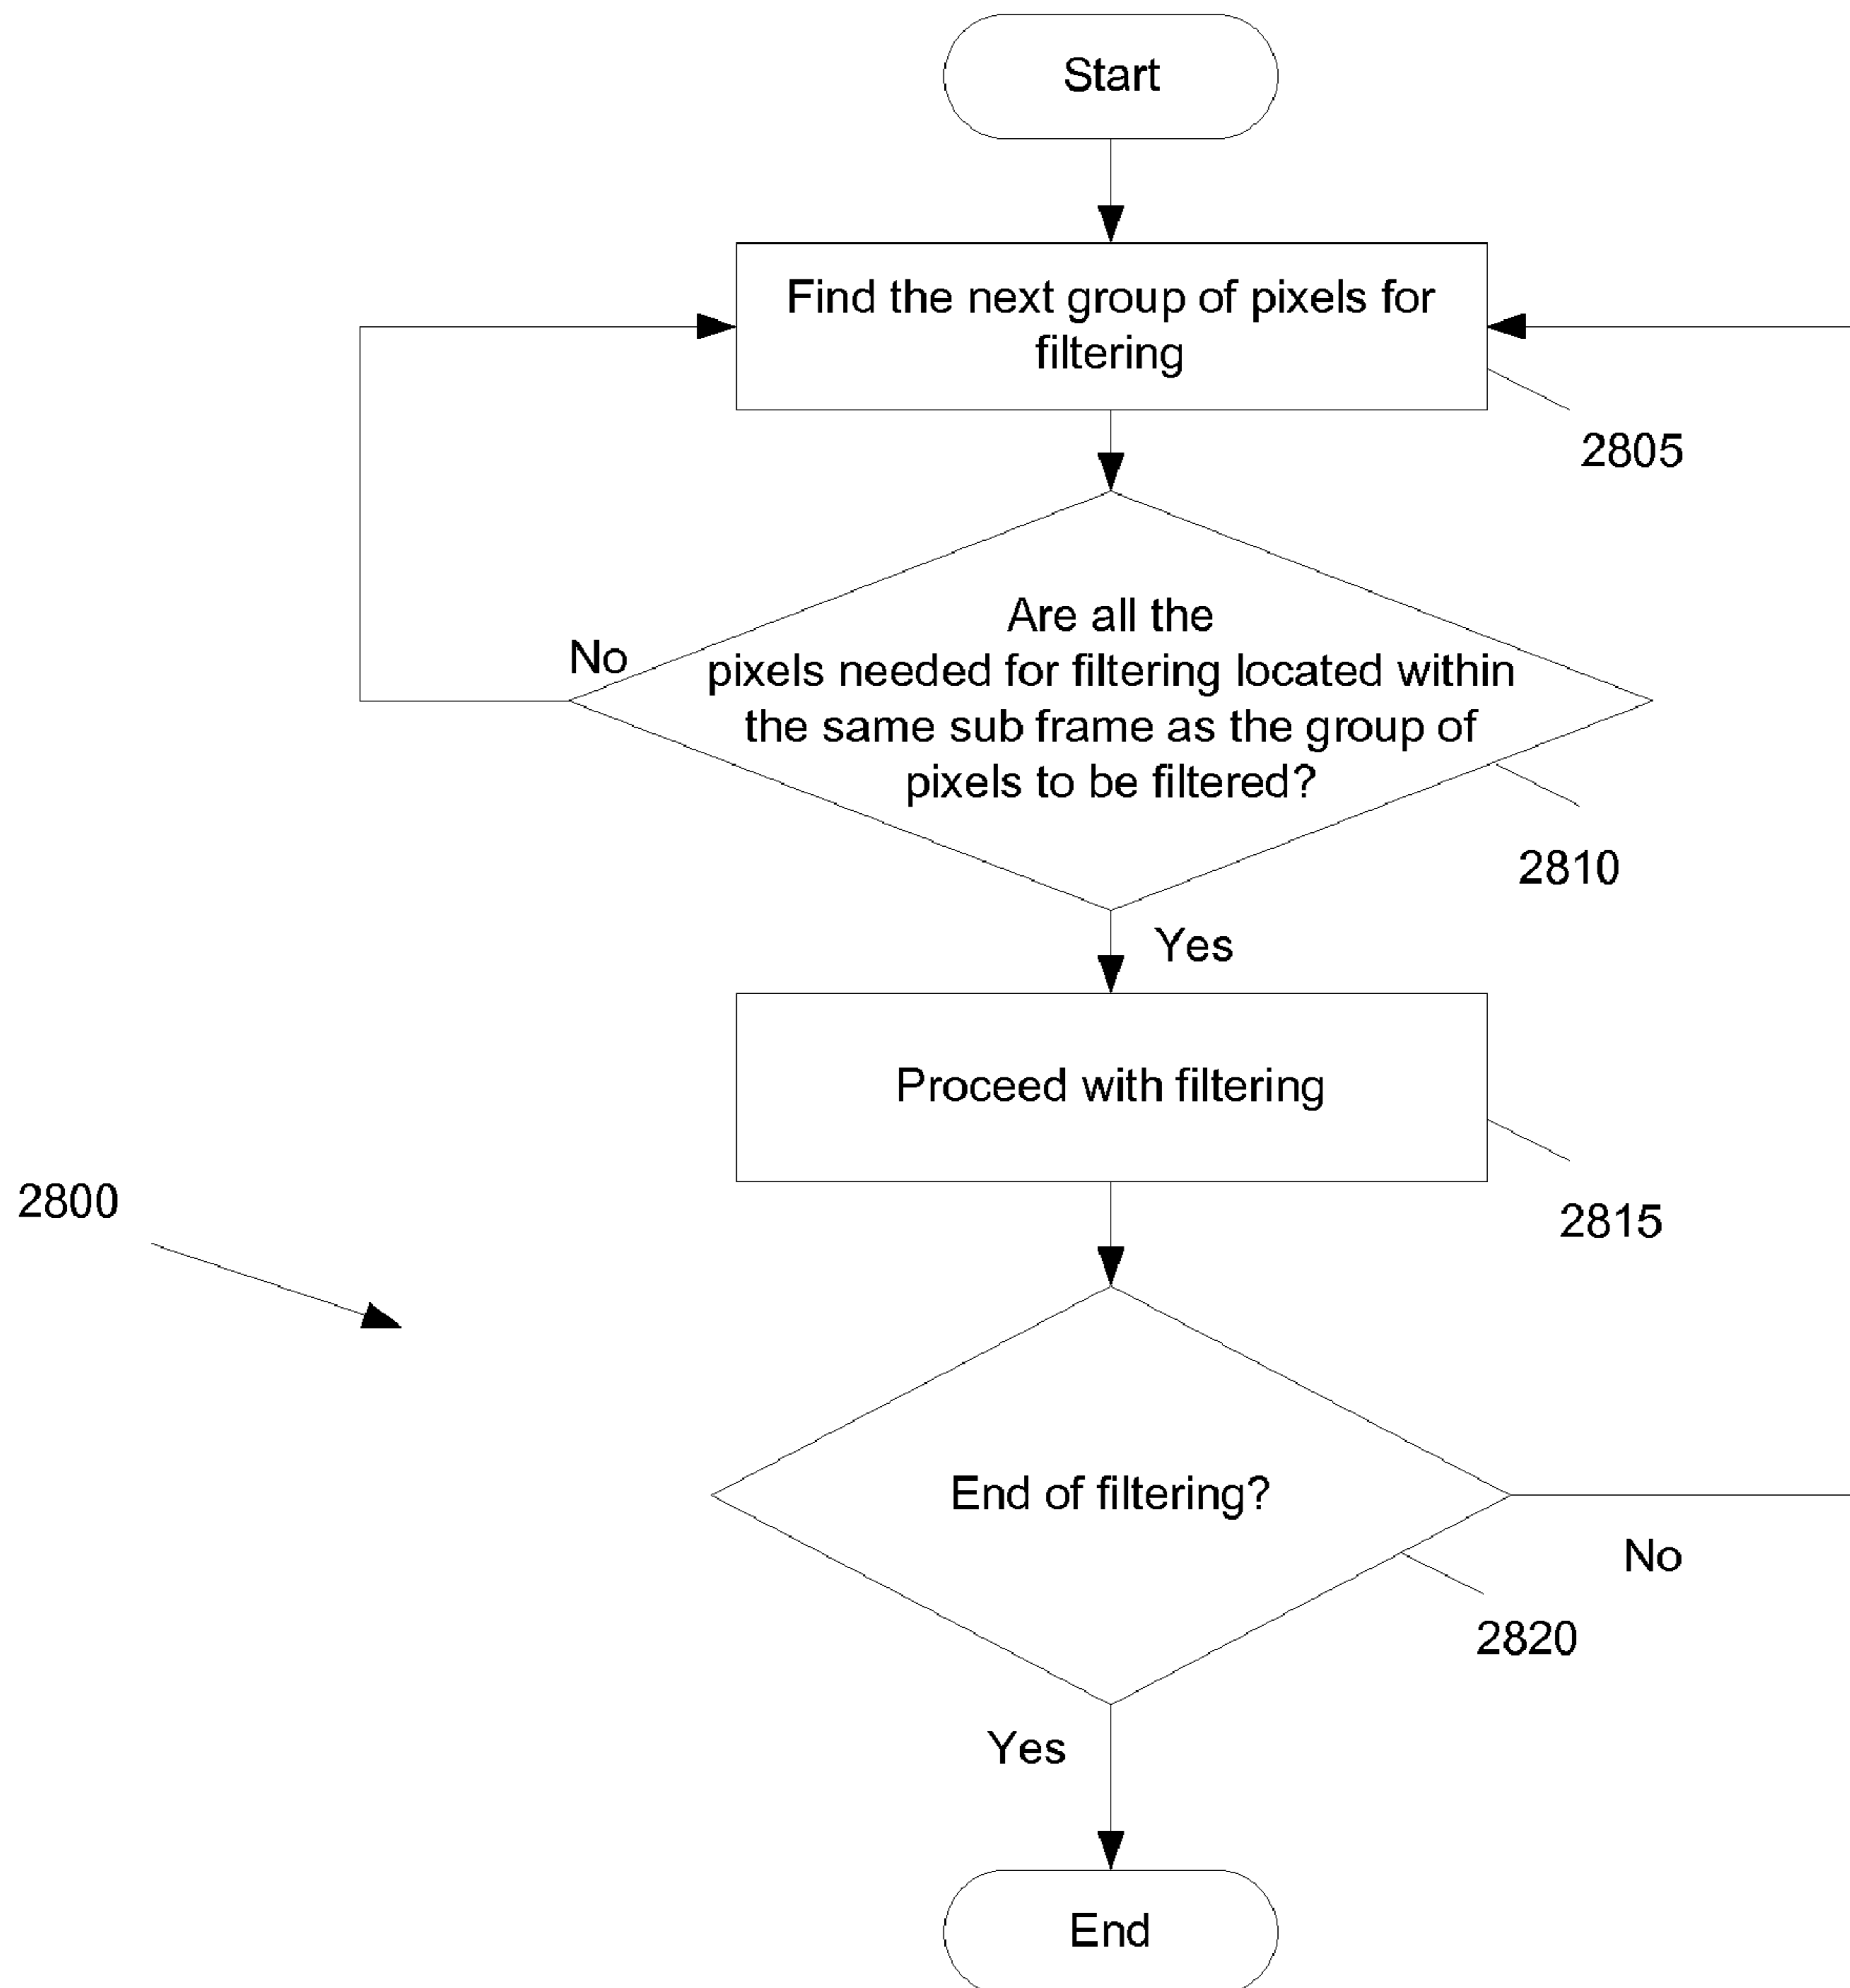 Start
Find the next group of pixels for
filtering
2805
Are all the
pixels needed for filtering located within
the same sub frame as the group of
pixels to be filtered?
No
2810
Yes
Proceed with filtering
2815
2800
End of filtering?
No
2820
Yes
End